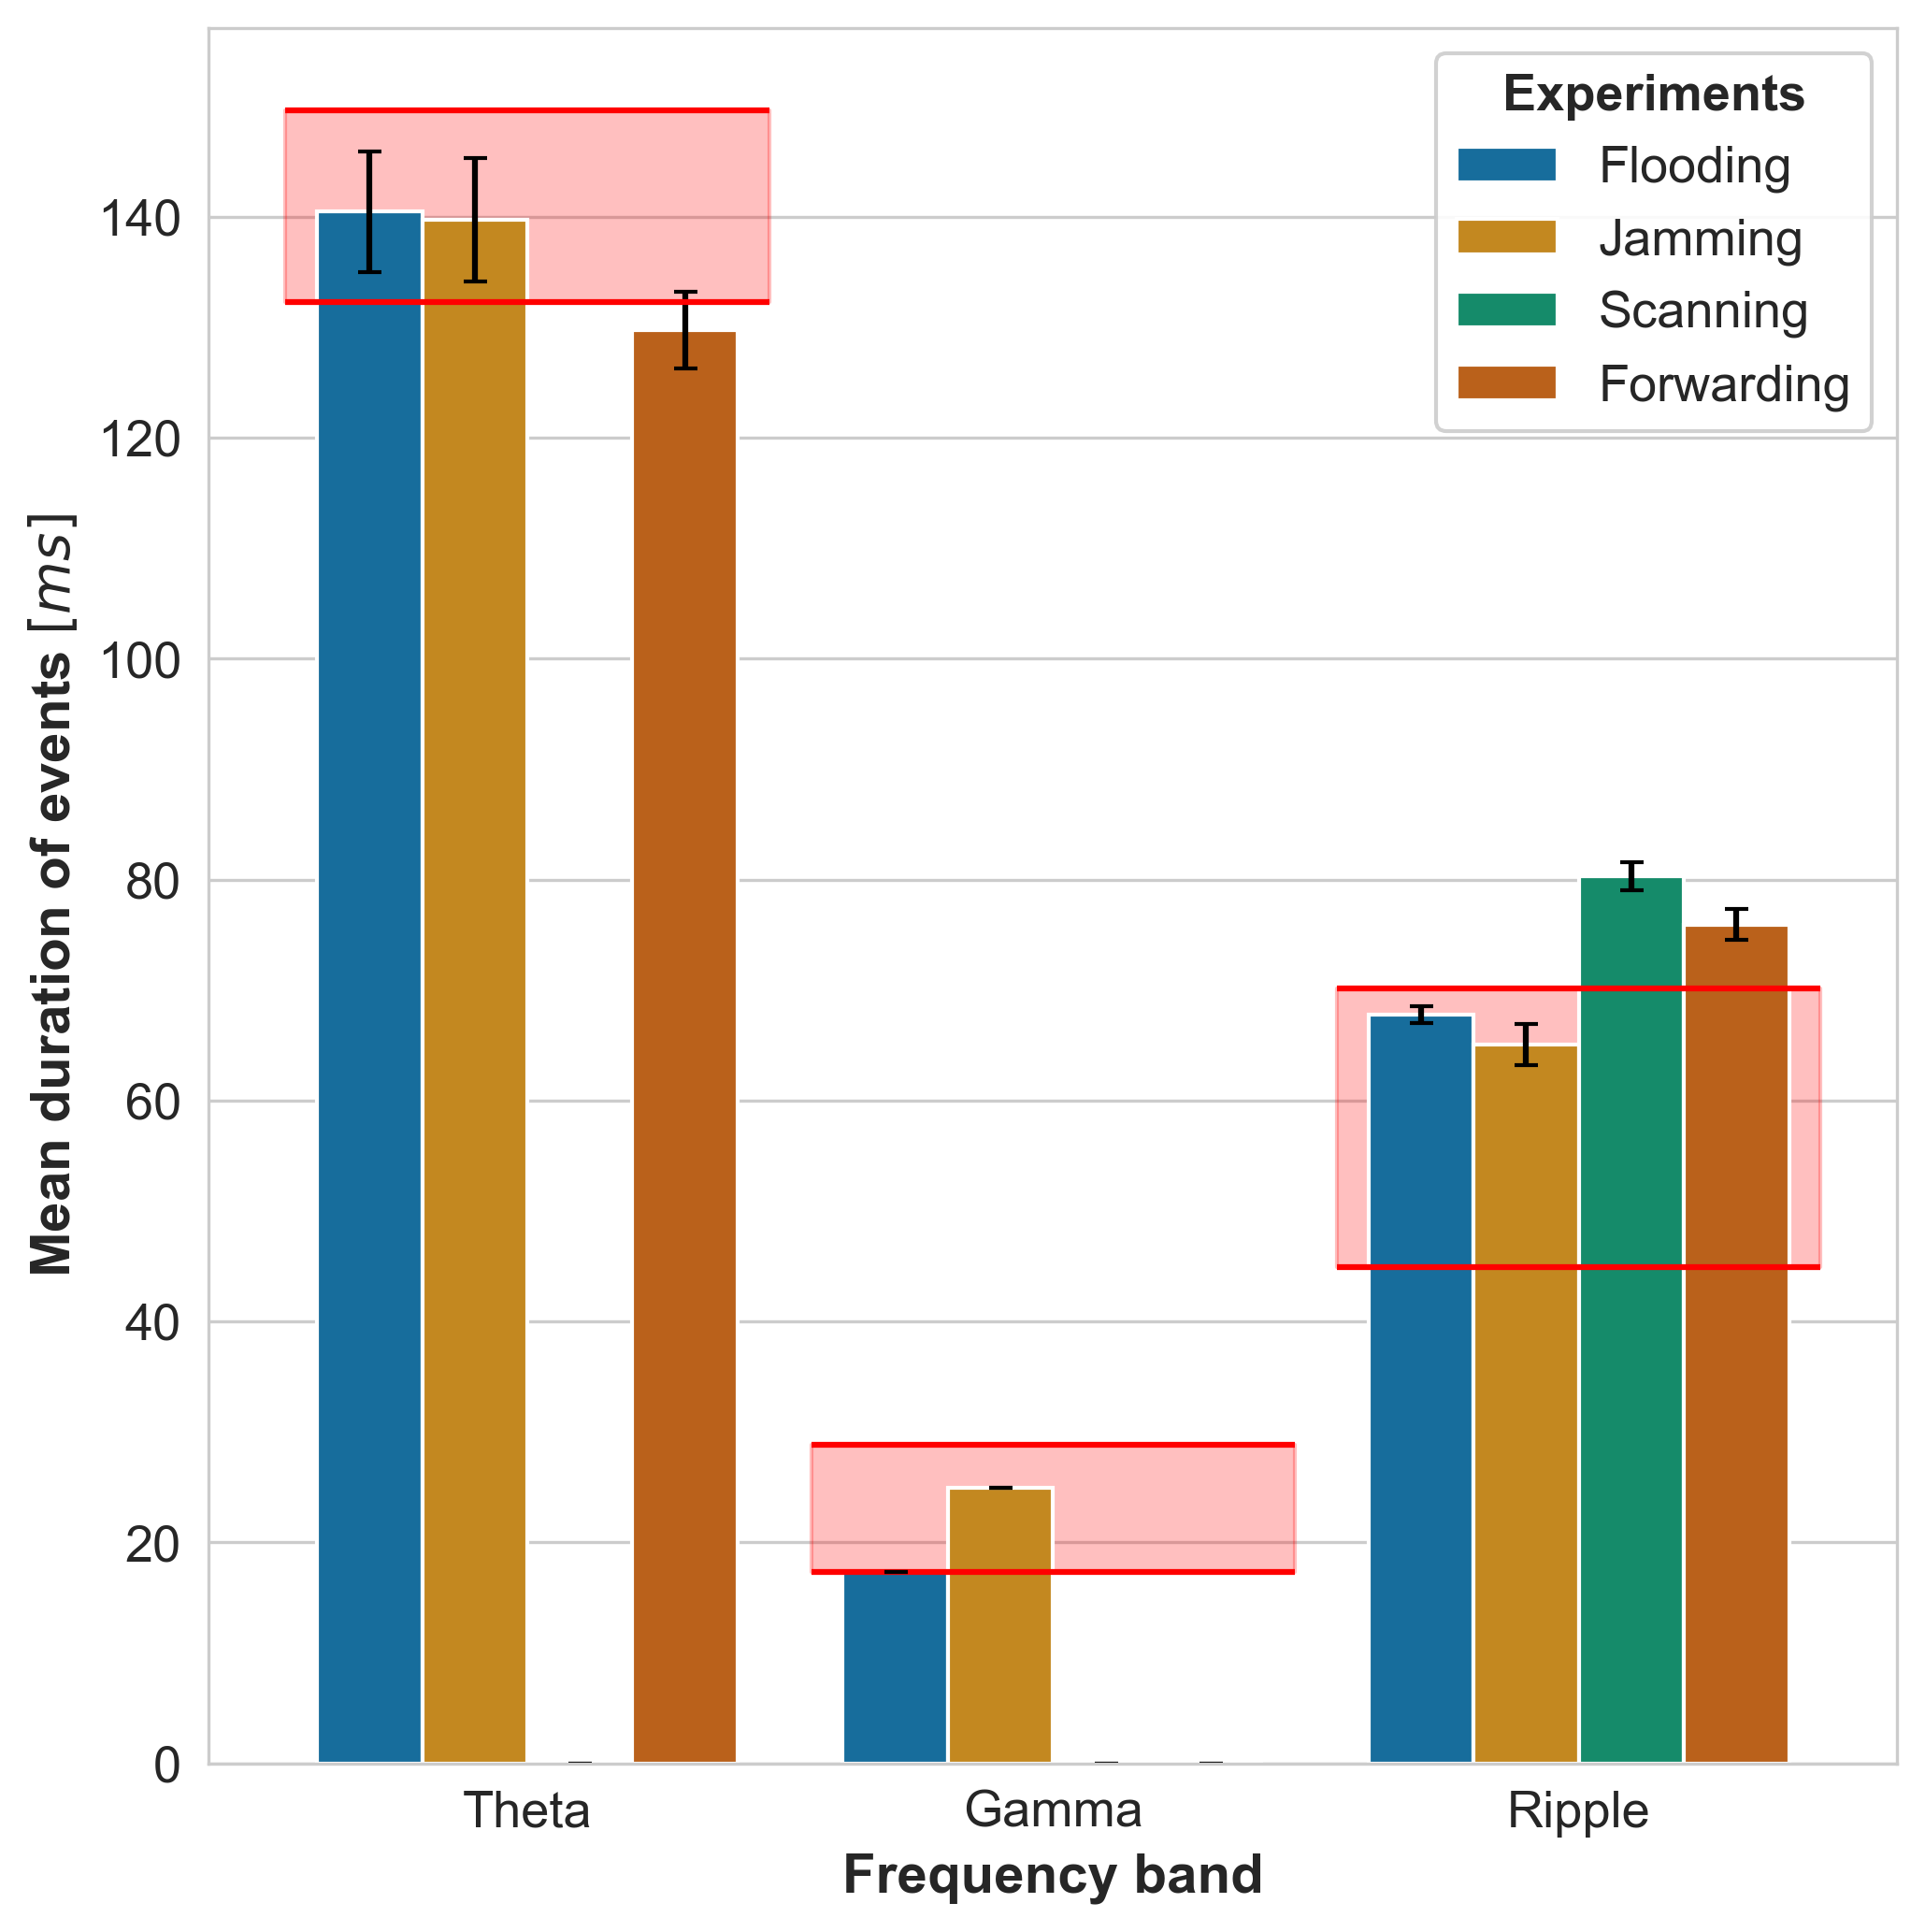 Experiments
Flooding
Jamming
Scanning
Forwarding
Mean duration of events [ms]
140
120
100
80
60
40
20
0
Theta
Gamma
Ripple
Frequency band